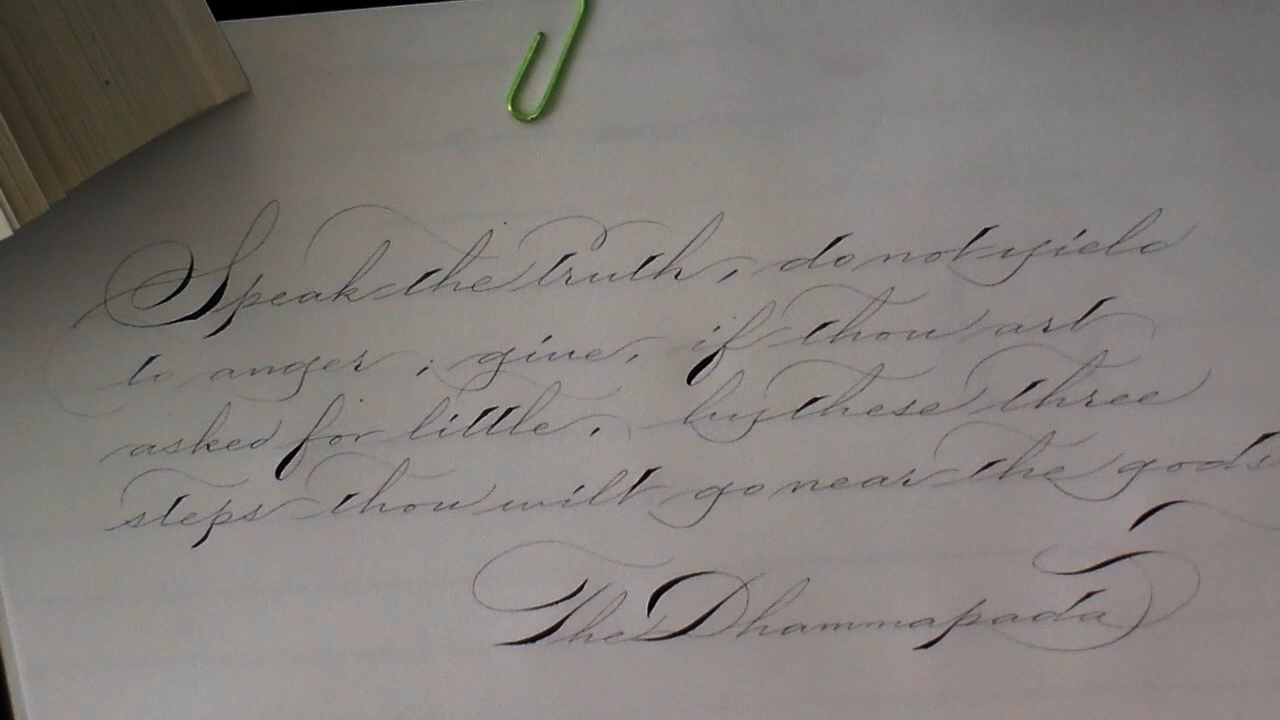 Speak the truth, do not yield
to anger ; give, if thou art
asked for little, by these three
steps thou wilt go near the gods
The Dhammapada